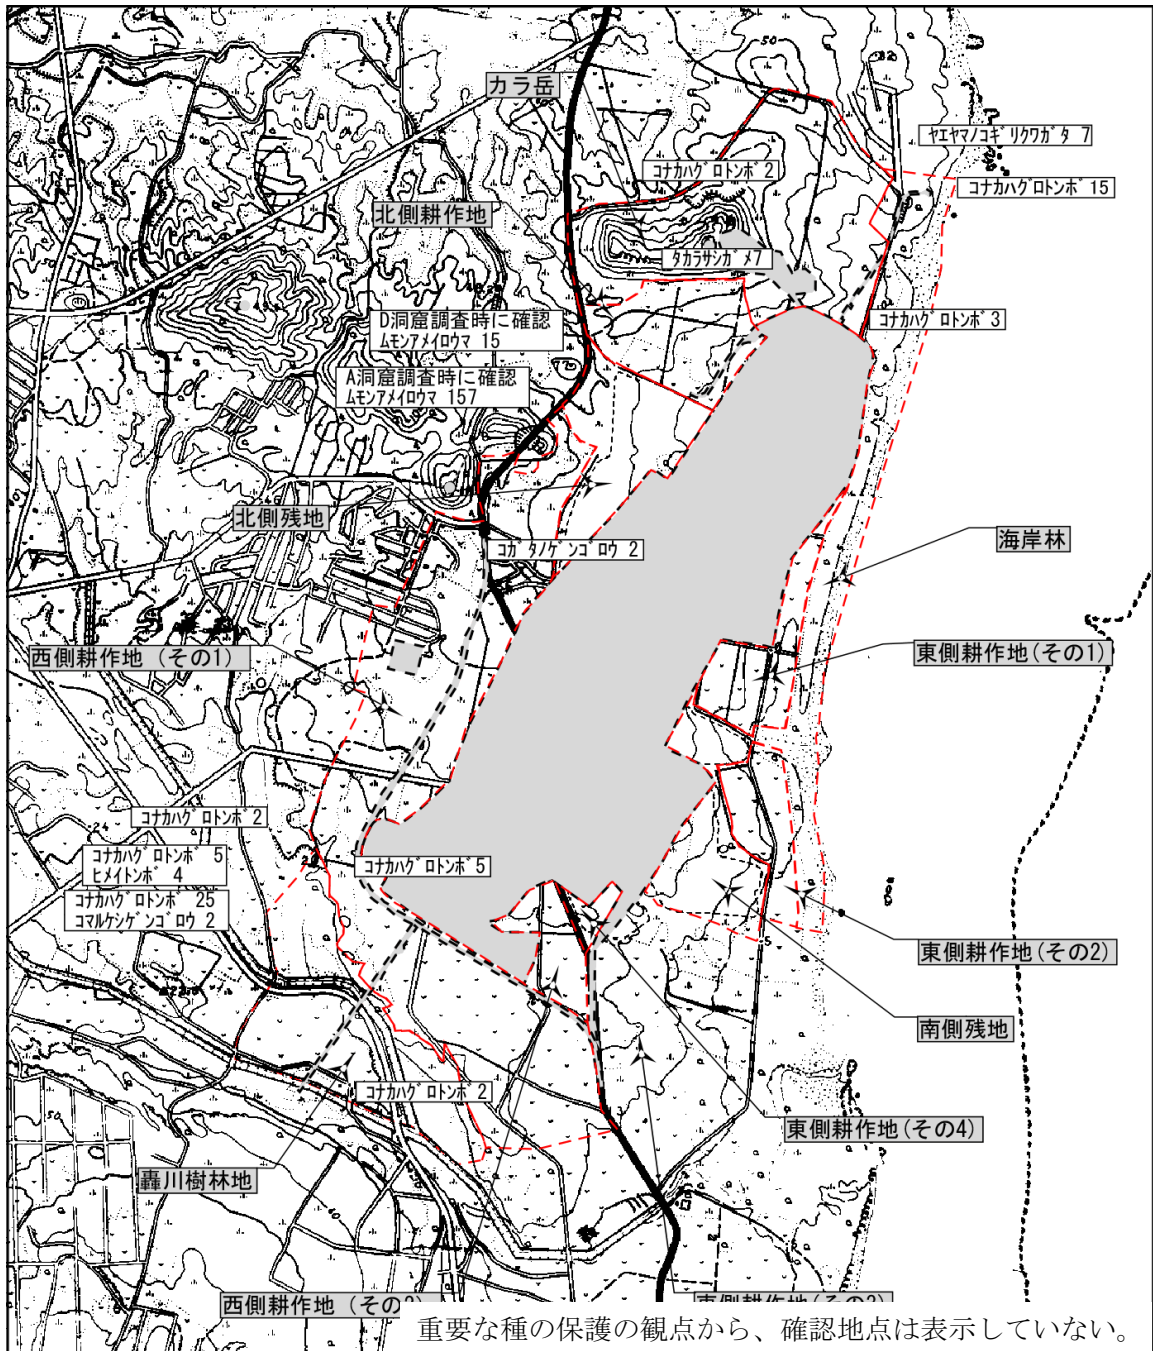 カラ岳
ヤエヤマノコギリクワガタ 7
コナカハグロトンボ 2
コナカハグロトンボ 15
北側耕作地
タカラサシガメ7
D洞窟調査時に確認
ムモンアメイロウマ 15
コナカハグロトンボ 3
A洞窟調査時に確認
ムモンアメイロウマ 157
北側残地
コガタノゲンゴロウ 2
海岸林
西側耕作地 (その1)
東側耕作地(その1)
コナカハグロトンボ 2
コナカハグロトンボ 5
ヒメイトンボ 4
コナカハグロトンボ 5
コナカハグロトンボ 25
コマルケシゲンゴロウ 2
東側耕作地(その2)
南側残地
コナカハグロトンボ 2
東側耕作地(その4)
轟川樹林地
西側耕作地 (その2)
東側耕作地(その3)
重要な種の保護の観点から、確認地点は表示していない。